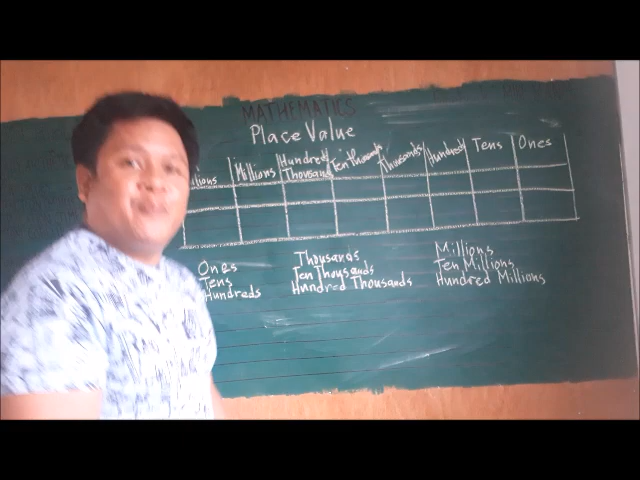 MATHEMATICS
Place Value
Millions Hundred Thousand Ten Thousands Thousands Hundreds Tens Ones
Ones
Tens
Hundreds
Thousands
Ten Thousands
Hundred Thousands
Millions
Ten Millions
Hundred Millions